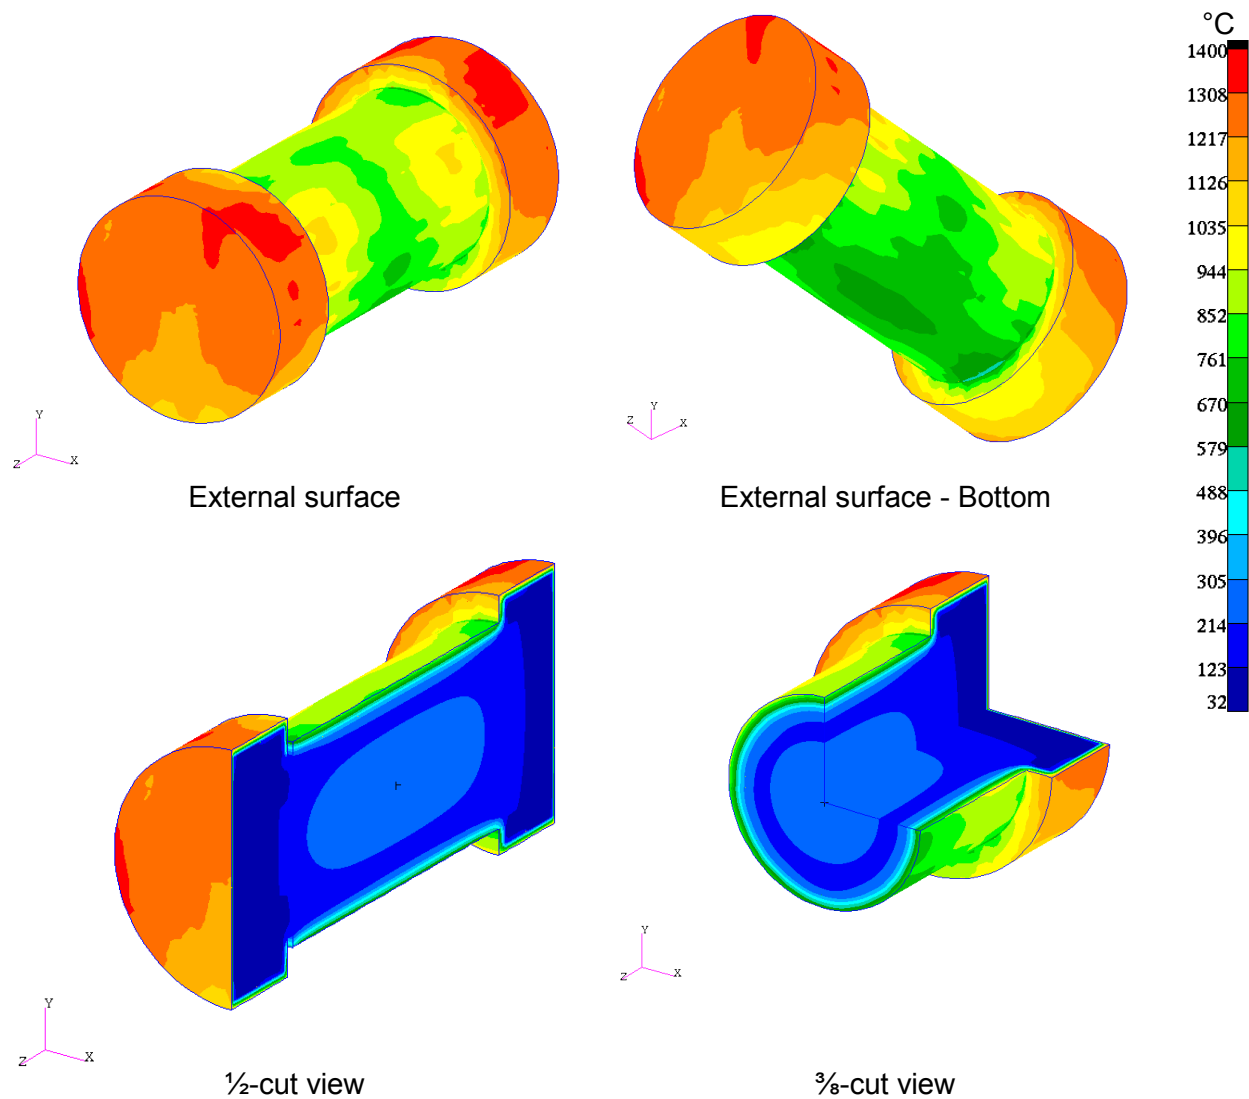 °C
1400
1308
1217
1126
1035
944
852
761
670
579
488
396
305
214
123
32
Y
Z X
Y
Z X
External surface
External surface - Bottom
Y
Z X
Y
Z X
½-cut view
⅜-cut view